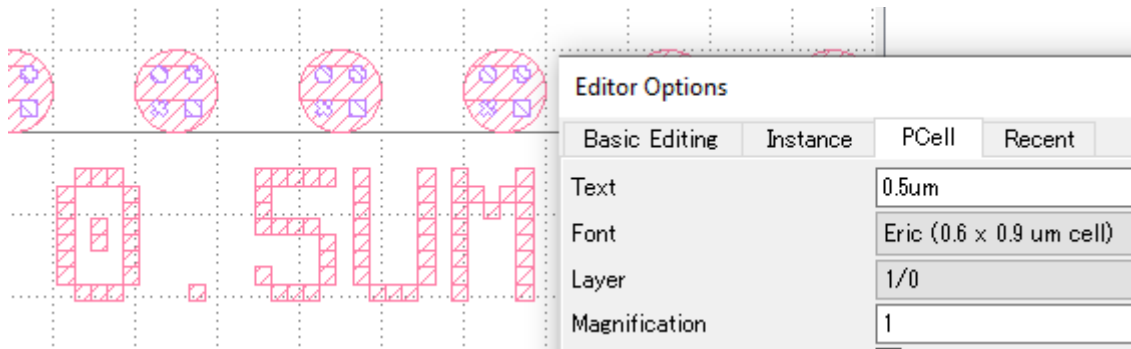 Editor Options
Basic Editing Instance PCell Recent
Text 0.5um
Font Eric (0.6 x 0.9 um cell)
Layer 1/0
Magnification 1
0.5UM